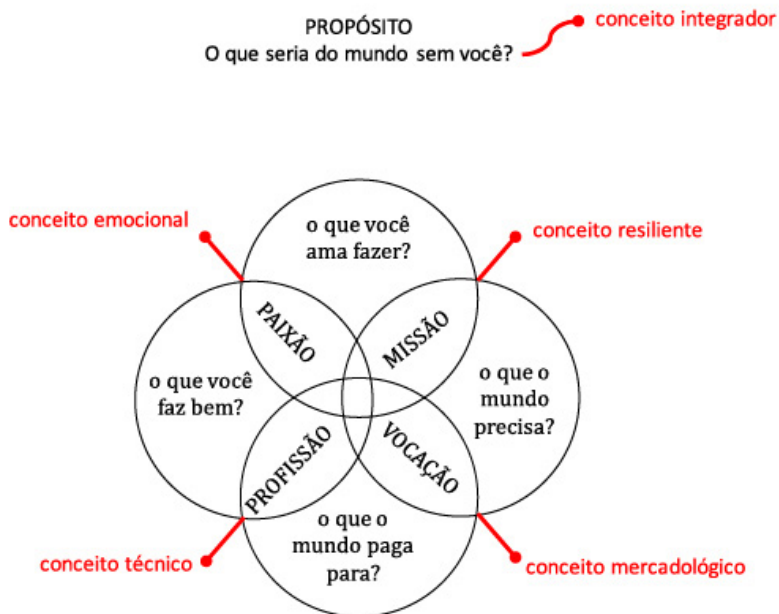 PROPÓSITO
conceito integrador
O que seria do mundo sem você?
conceito emocional
o que você
ama fazer?
conceito resiliente
PAIXÃO
MISSÃO
o que você
faz bem?
o que o
mundo
precisa?
PROFISSÃO
VOCAÇÃO
o que o
mundo paga
para?
conceito técnico
conceito mercadológico